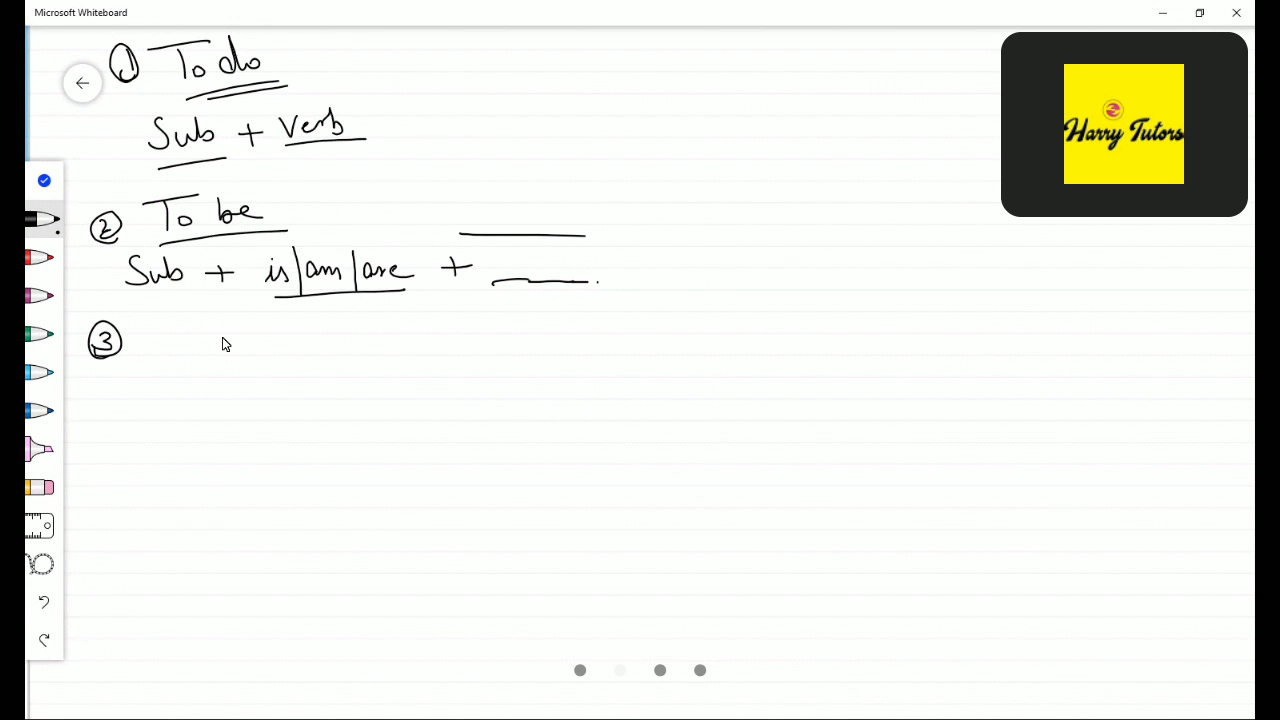 Microsoft Whiteboard
① To do
Sub + Verb
② To be
Sub + is|am|are + ____.
③
Harry Tutors